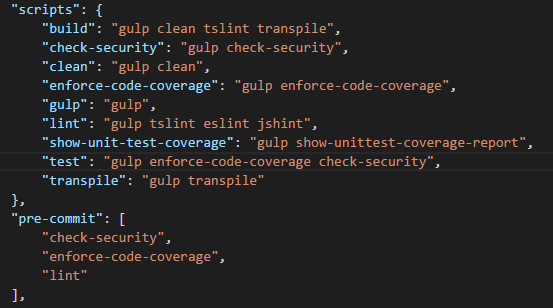 "scripts": {
"build": "gulp clean tslint transpile",
"check-security": "gulp check-security",
"clean": "gulp clean",
"enforce-code-coverage": "gulp enforce-code-coverage",
"gulp": "gulp",
"lint": "gulp tslint eslint jshint",
"show-unit-test-coverage": "gulp show-unittest-coverage-report",
"test": "gulp enforce-code-coverage check-security",
"transpile": "gulp transpile"
},
"pre-commit": [
"check-security",
"enforce-code-coverage",
"lint"
],